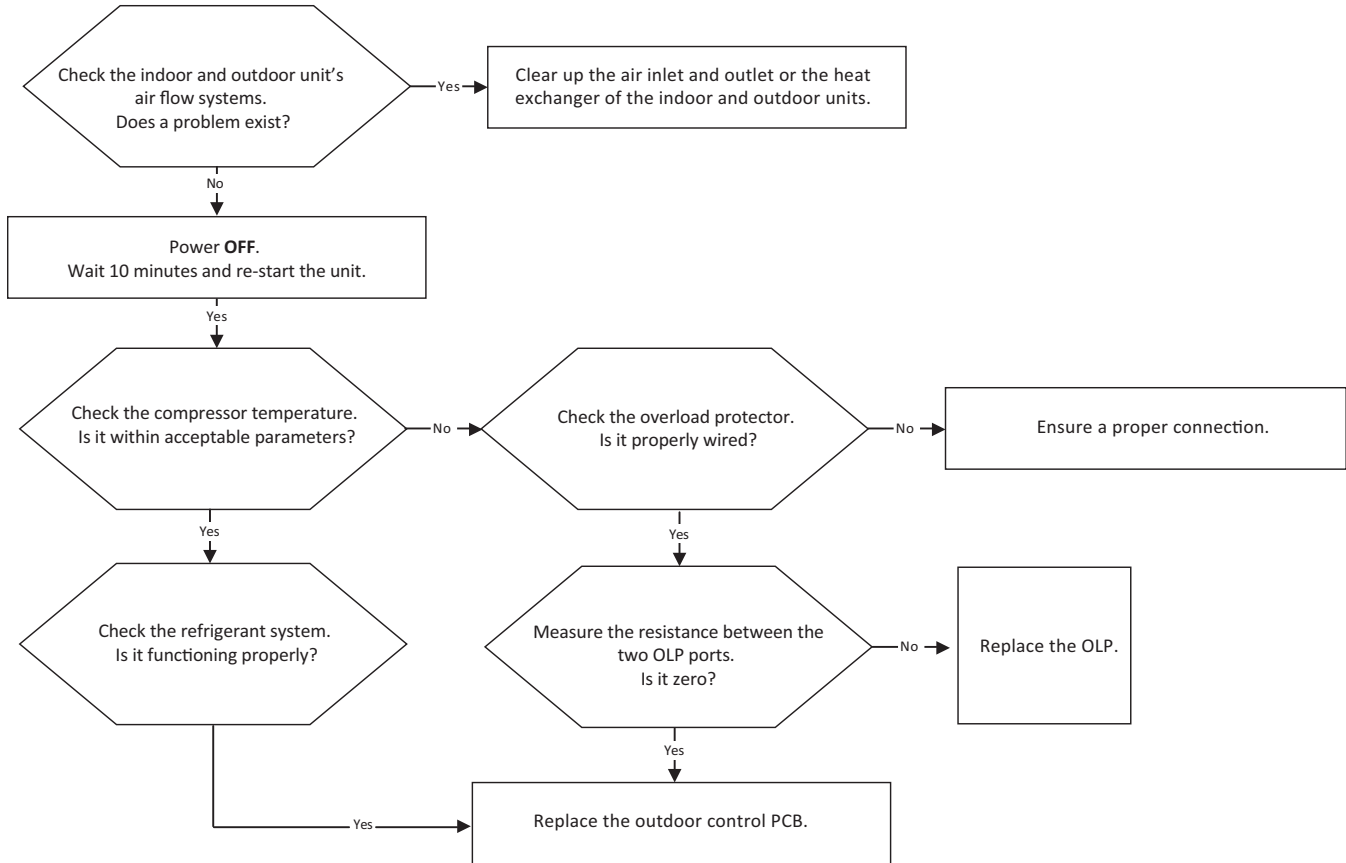 Check the indoor and outdoor unit’s
air flow systems.
Does a problem exist?
Yes
Clear up the air inlet and outlet or the heat
exchanger of the indoor and outdoor units.
No
Power OFF.
Wait 10 minutes and re-start the unit.
Yes
Check the compressor temperature.
Is it within acceptable parameters?
No
Check the overload protector.
Is it properly wired?
No
Ensure a proper connection.
Yes
Yes
Check the refrigerant system.
Is it functioning properly?
Measure the resistance between the
two OLP ports.
Is it zero?
No
Replace the OLP.
Yes
Yes
Replace the outdoor control PCB.